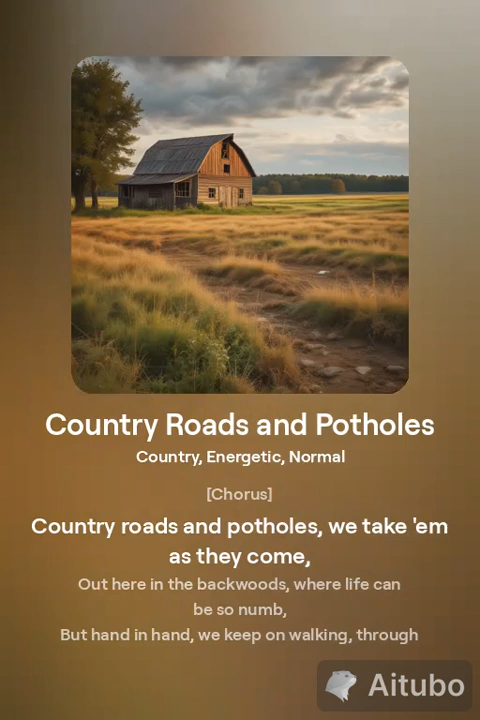 Country Roads and Potholes
Country, Energetic, Normal
[Chorus]
Country roads and potholes, we take 'em
as they come,
Out here in the backwoods, where life can
be so numb,
But hand in hand, we keep on walking, through
Aitubo